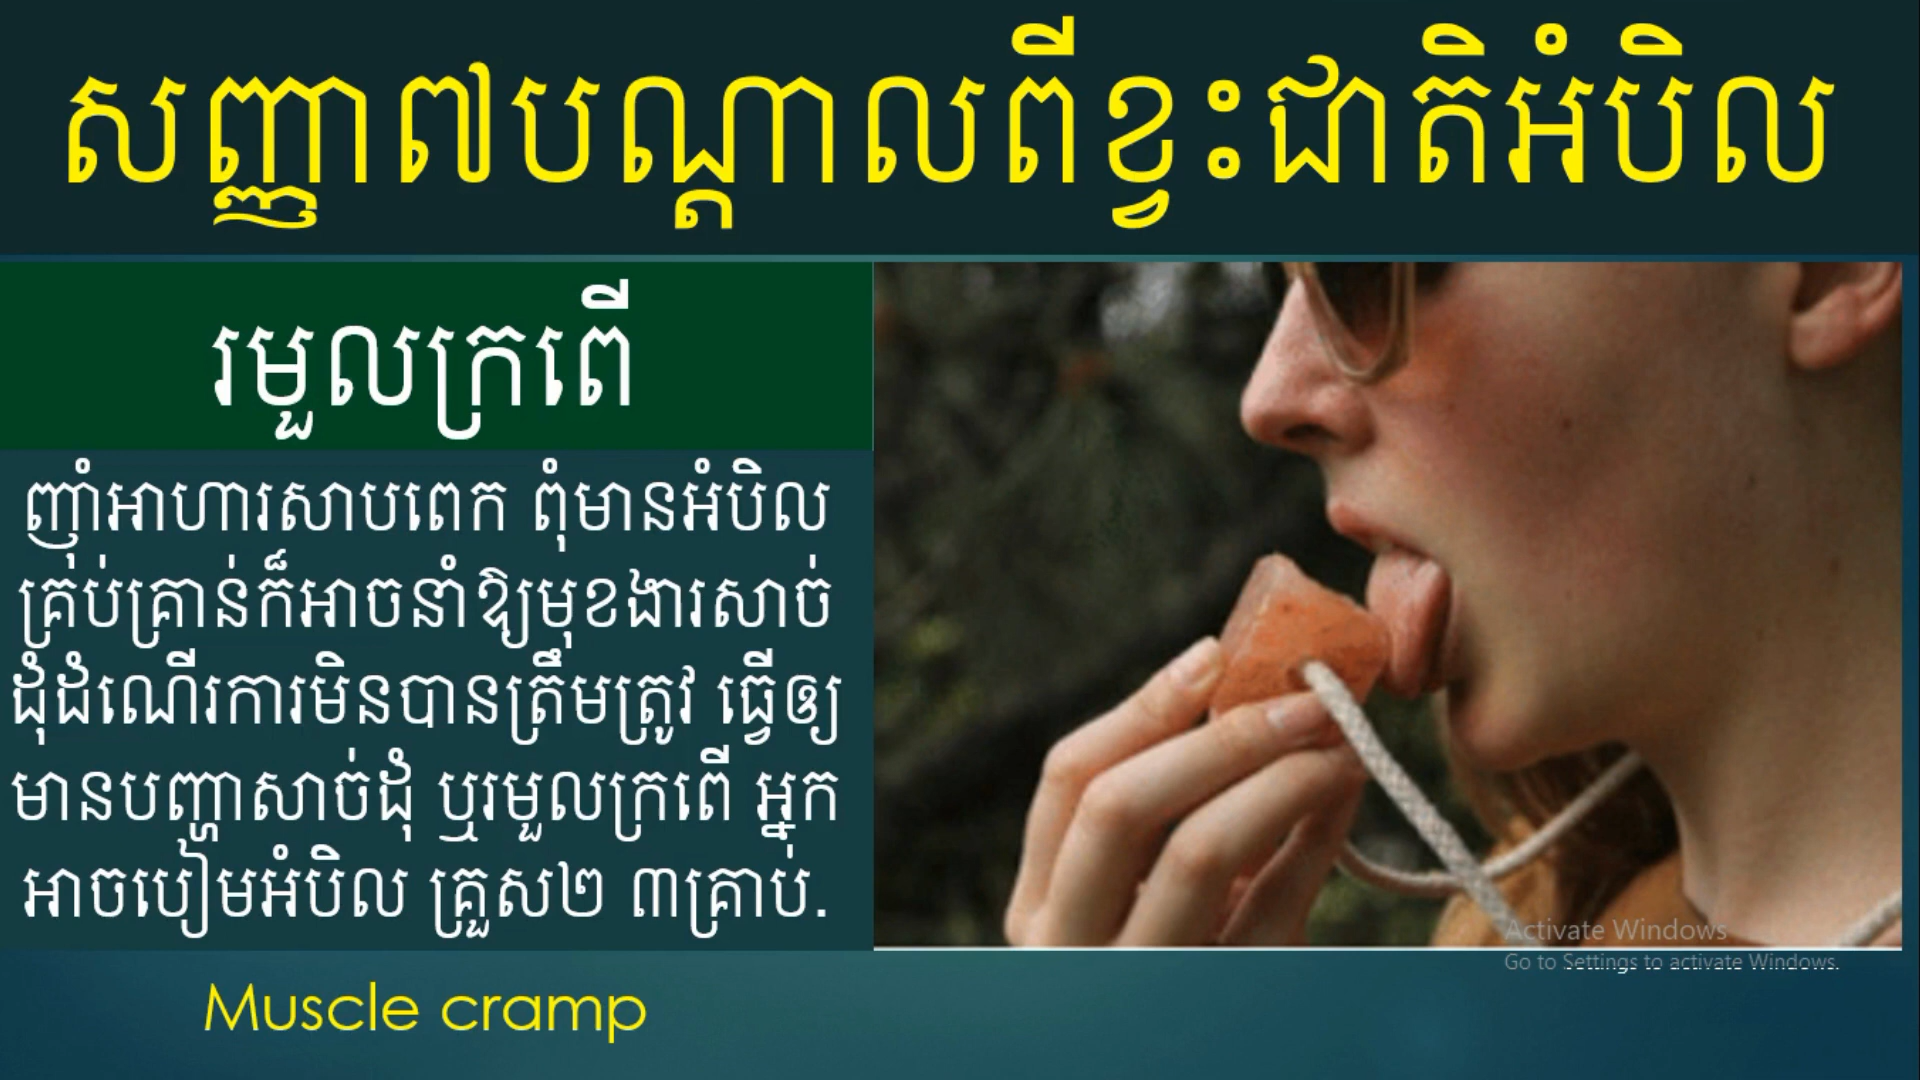 សញ្ញា៧បណ្តាលពីខ្វះជាតិអំបិល
រមួលក្រពើ
ញ៉ាំអាហារសាបពេក ពុំមានអំបិល
គ្រប់គ្រាន់ក៏អាចនាំឱ្យមុខងារសាច់
ដុំដំណើរការមិនបានត្រឹមត្រូវ ធ្វើឲ្យ
មានបញ្ហាសាច់ដុំ ឬរមួលក្រពើ អ្នក
អាចបៀមអំបិល គ្រួស២ ៣គ្រាប់.
Muscle cramp
Activate Windows
Go to Settings to activate Windows.